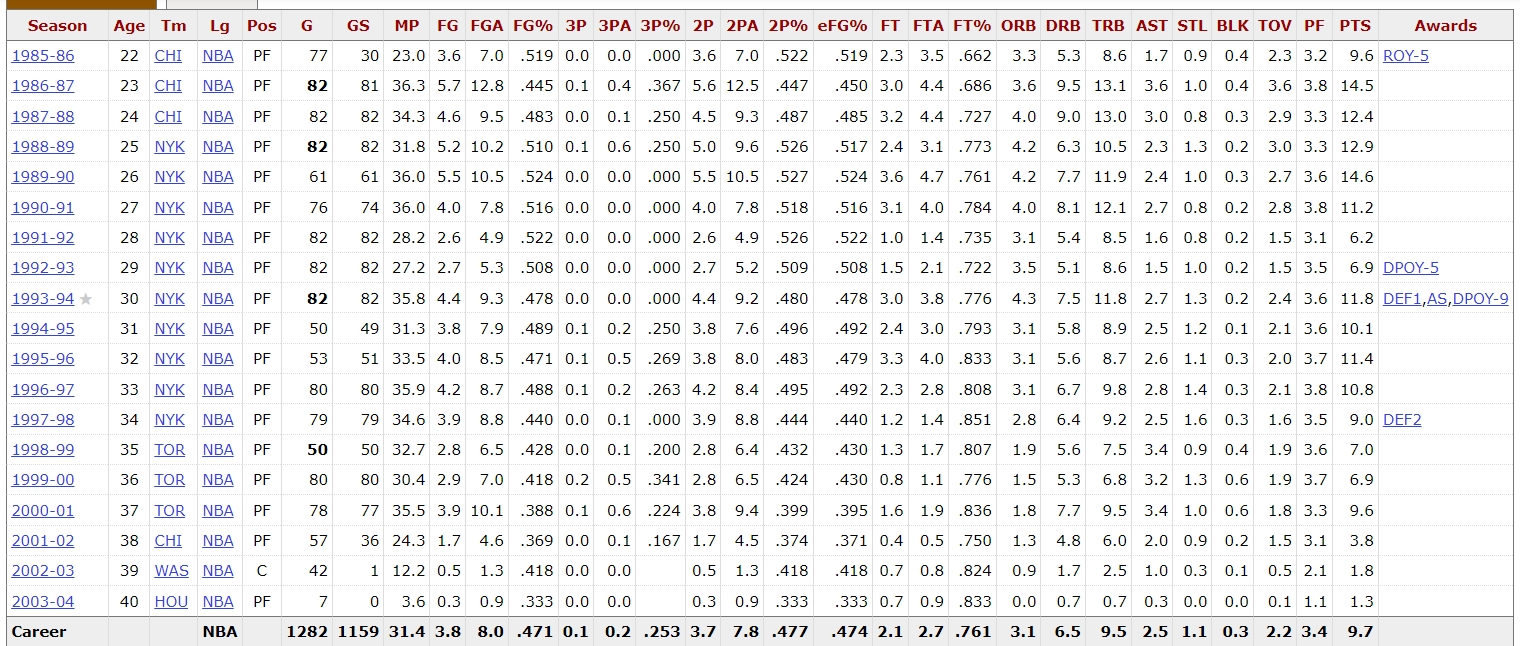 Season Age Tm Lg Pos G GS MP FG FGA FG% 3P 3PA 3P% 2P 2PA 2P% eFG% FT FTA FT% ORB DRB TRB AST STL BLK TOV PF PTS Awards
1985-86 22 CHI NBA PF 77 30 23.0 3.6 7.0 .519 0.0 0.0 .000 3.6 7.0 .522 .519 2.3 3.5 .662 3.3 5.3 8.6 1.7 0.9 0.4 2.3 3.2 9.6 ROY-5
1986-87 23 CHI NBA PF 82 81 36.3 5.7 12.8 .445 0.1 0.4 .367 5.6 12.5 .447 .450 3.0 4.4 .686 3.6 9.5 13.1 3.6 1.0 0.4 3.6 3.8 14.5
1987-88 24 CHI NBA PF 82 82 34.3 4.6 9.5 .483 0.0 0.1 .250 4.5 9.3 .487 .485 3.2 4.4 .727 4.0 9.0 13.0 3.0 0.8 0.3 2.9 3.3 12.4
1988-89 25 NYK NBA PF 82 82 31.8 5.2 10.2 .510 0.1 0.6 .250 5.0 9.6 .526 .517 2.4 3.1 .773 4.2 6.3 10.5 2.3 1.3 0.2 3.0 3.3 12.9
1989-90 26 NYK NBA PF 61 61 36.0 5.5 10.5 .524 0.0 0.0 .000 5.5 10.5 .527 .524 3.6 4.7 .761 4.2 7.7 11.9 2.4 1.0 0.3 2.7 3.6 14.6
1990-91 27 NYK NBA PF 76 74 36.0 4.0 7.8 .516 0.0 0.0 .000 4.0 7.8 .518 .516 3.1 4.0 .784 4.0 8.1 12.1 2.7 0.8 0.2 2.8 3.8 11.2
1991-92 28 NYK NBA PF 82 82 28.2 2.6 4.9 .522 0.0 0.0 .000 2.6 4.9 .526 .522 1.0 1.4 .735 3.1 5.4 8.5 1.6 0.8 0.2 1.5 3.1 6.2
1992-93 29 NYK NBA PF 82 82 27.2 2.7 5.3 .508 0.0 0.0 .000 2.7 5.2 .509 .508 1.5 2.1 .722 3.5 5.1 8.6 1.5 1.0 0.2 1.5 3.5 6.9 DPOY-5
1993-94 ★ 30 NYK NBA PF 82 82 35.8 4.4 9.3 .478 0.0 0.0 .000 4.4 9.2 .480 .478 3.0 3.8 .776 4.3 7.5 11.8 2.7 1.3 0.2 2.4 3.6 11.8 DEF1,AS,DPOY-9
1994-95 31 NYK NBA PF 50 49 31.3 3.8 7.9 .489 0.1 0.2 .250 3.8 7.6 .496 .492 2.4 3.0 .793 3.1 5.8 8.9 2.5 1.2 0.1 2.1 3.6 10.1
1995-96 32 NYK NBA PF 53 51 33.5 4.0 8.5 .471 0.1 0.5 .269 3.8 8.0 .483 .479 3.3 4.0 .833 3.1 5.6 8.7 2.6 1.1 0.3 2.0 3.7 11.4
1996-97 33 NYK NBA PF 80 80 35.9 4.2 8.7 .488 0.1 0.2 .263 4.2 8.4 .495 .492 2.3 2.8 .808 3.1 6.7 9.8 2.8 1.4 0.3 2.1 3.8 10.8
1997-98 34 NYK NBA PF 79 79 34.6 3.9 8.8 .440 0.0 0.1 .000 3.9 8.8 .444 .440 1.2 1.4 .851 2.8 6.4 9.2 2.5 1.6 0.3 1.6 3.5 9.0 DEF2
1998-99 35 TOR NBA PF 50 50 32.7 2.8 6.5 .428 0.0 0.1 .200 2.8 6.4 .432 .430 1.3 1.7 .807 1.9 5.6 7.5 3.4 0.9 0.4 1.9 3.6 7.0
1999-00 36 TOR NBA PF 80 80 30.4 2.9 7.0 .418 0.2 0.5 .341 2.8 6.5 .424 .430 0.8 1.1 .776 1.5 5.3 6.8 3.2 1.3 0.6 1.9 3.7 6.9
2000-01 37 TOR NBA PF 78 77 35.5 3.9 10.1 .388 0.1 0.6 .224 3.8 9.4 .399 .395 1.6 1.9 .836 1.8 7.7 9.5 3.4 1.0 0.6 1.8 3.3 9.6
2001-02 38 CHI NBA PF 57 36 24.3 1.7 4.6 .369 0.0 0.1 .167 1.7 4.5 .374 .371 0.4 0.5 .750 1.3 4.8 6.0 2.0 0.9 0.2 1.5 3.1 3.8
2002-03 39 WAS NBA C 42 1 12.2 0.5 1.3 .418 0.0 0.0 0.5 1.3 .418 .418 0.7 0.8 .824 0.9 1.7 2.5 1.0 0.3 0.1 0.5 2.1 1.8
2003-04 40 HOU NBA PF 7 0 3.6 0.3 0.9 .333 0.0 0.0 0.3 0.9 .333 .333 0.7 0.9 .833 0.0 0.7 0.7 0.3 0.0 0.0 0.1 1.1 1.3
Career NBA 1282 1159 31.4 3.8 8.0 .471 0.1 0.2 .253 3.7 7.8 .477 .474 2.1 2.7 .761 3.1 6.5 9.5 2.5 1.1 0.3 2.2 3.4 9.7